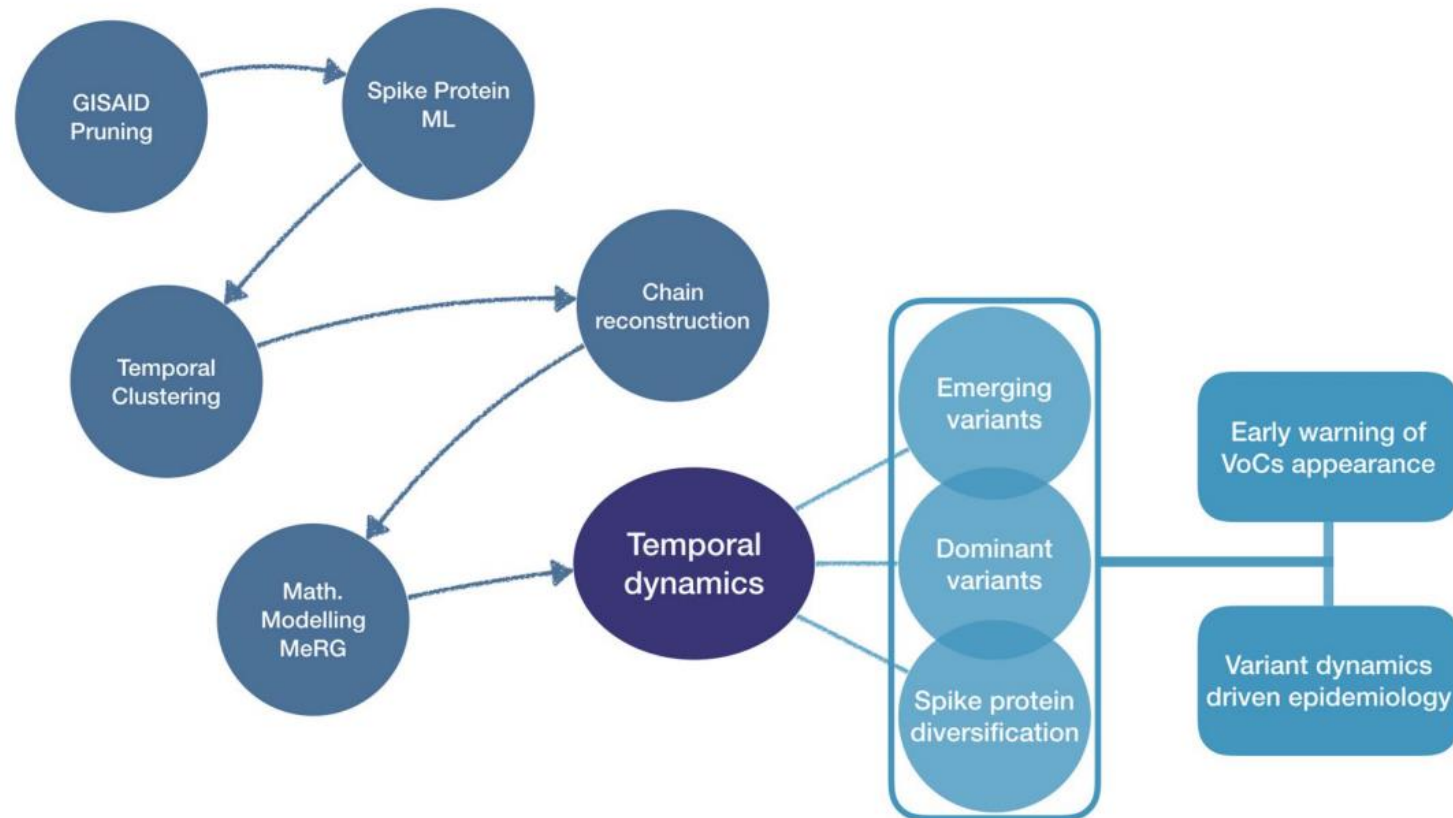 GISAID
Pruning
Spike Protein
ML
Temporal
Clustering
Chain
reconstruction
Math.
Modelling
MeRG
Temporal
dynamics
Emerging
variants
Dominant
variants
Spike protein
diversification
Early warning of
VoCs appearance
Variant dynamics
driven epidemiology